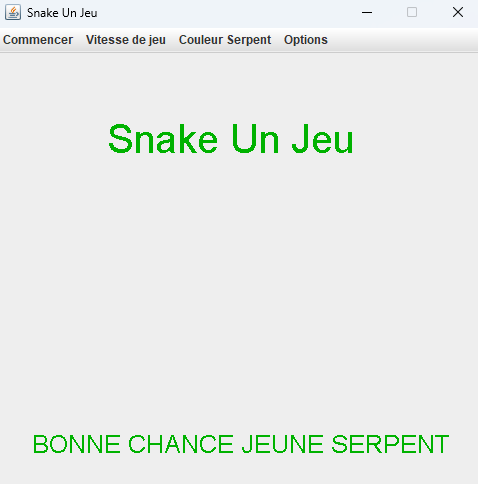 Snake Un Jeu
Commencer Vitesse de jeu Couleur Serpent Options
Snake Un Jeu
BONNE CHANCE JEUNE SERPENT